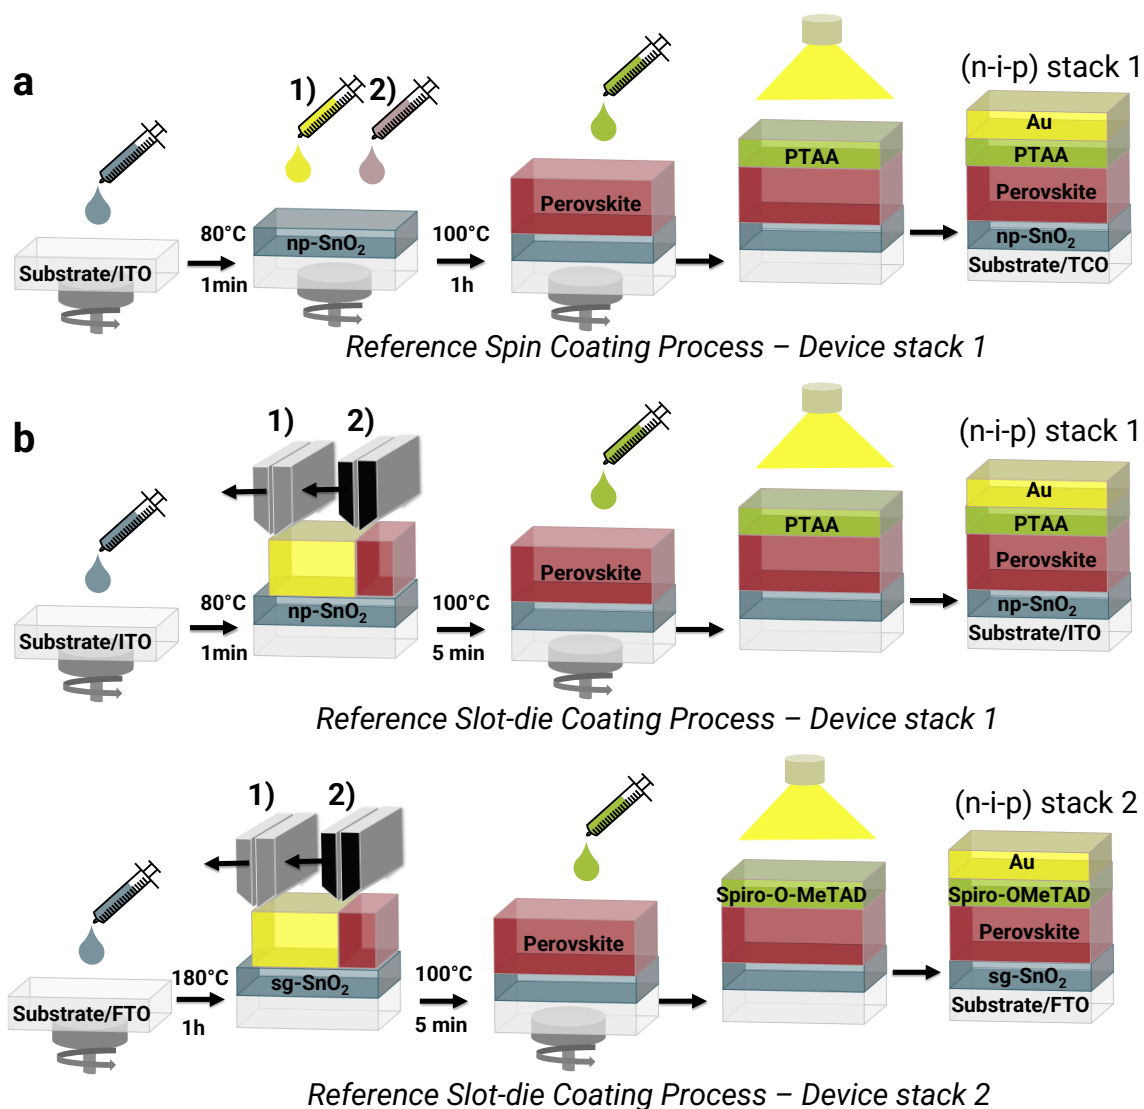 a
1)
2)
(n-i-p) stack 1
Substrate/ITO
80°C
1min
np-SnO₂
100°C
1h
Perovskite
PTAA
Au
PTAA
Perovskite
np-SnO₂
Substrate/TCO
Reference Spin Coating Process – Device stack 1
b
1)
2)
(n-i-p) stack 1
Substrate/ITO
80°C
1min
np-SnO₂
100°C
5 min
Perovskite
PTAA
Au
PTAA
Perovskite
np-SnO₂
Substrate/ITO
Reference Slot-die Coating Process – Device stack 1
1)
2)
(n-i-p) stack 2
Substrate/FTO
180°C
1h
sg-SnO₂
100°C
5 min
Perovskite
Spiro-O-MeTAD
Au
Spiro-OMeTAD
Perovskite
sg-SnO₂
Substrate/FTO
Reference Slot-die Coating Process – Device stack 2